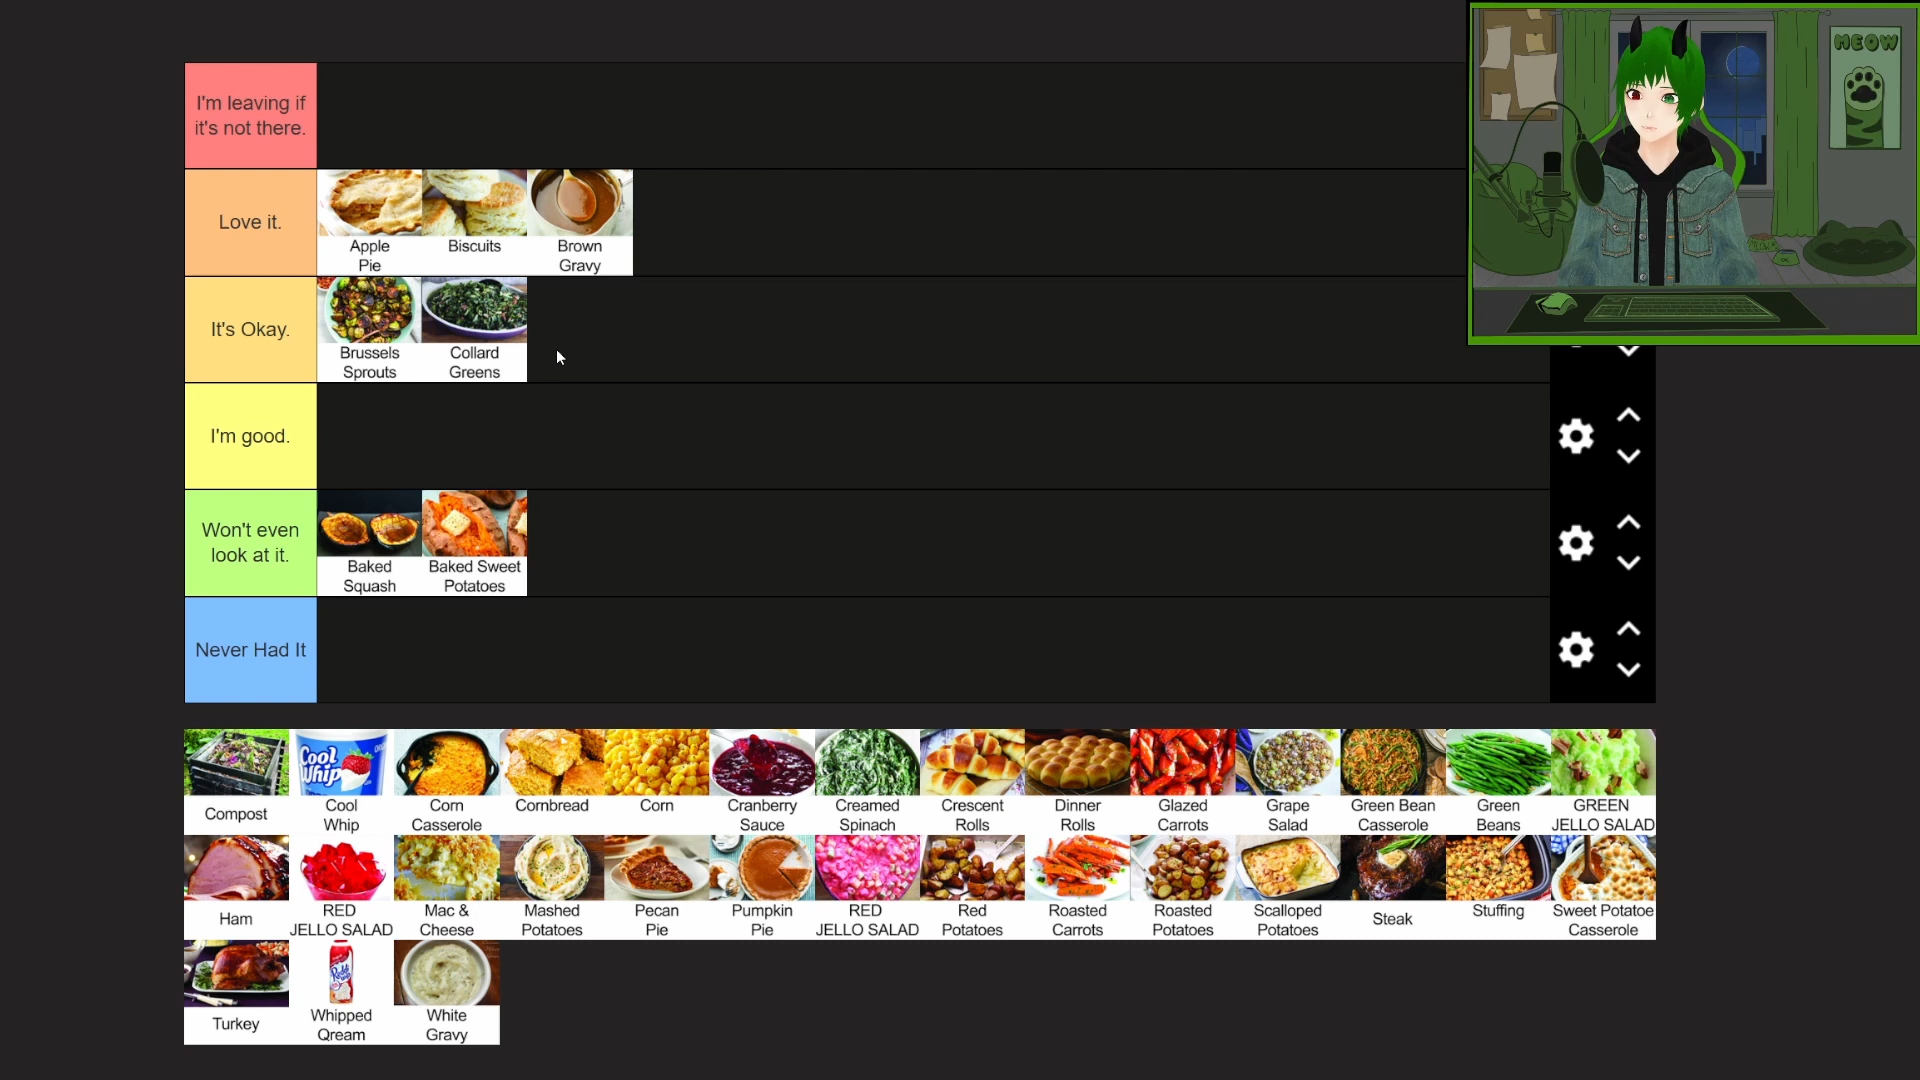 MEOW
I'm leaving if
it's not there.
Love it.
Apple
Pie
Biscuits
Brown
Gravy
It's Okay.
Brussels
Sprouts
Collard
Greens
I'm good.
Won't even
look at it.
Baked
Squash
Baked Sweet
Potatoes
Never Had It
Cool
Whip
Compost
Cool
Whip
Corn
Casserole
Cornbread
Corn
Cranberry
Sauce
Creamed
Spinach
Crescent
Rolls
Dinner
Rolls
Glazed
Carrots
Grape
Salad
Green Bean
Casserole
Green
Beans
GREEN
JELLO SALAD
Ham
RED
JELLO SALAD
Mac &
Cheese
Mashed
Potatoes
Pecan
Pie
Pumpkin
Pie
RED
JELLO SALAD
Red
Potatoes
Roasted
Carrots
Roasted
Potatoes
Scalloped
Potatoes
Steak
Stuffing
Sweet Potatoe
Casserole
Turkey
Whipped
Qream
White
Gravy